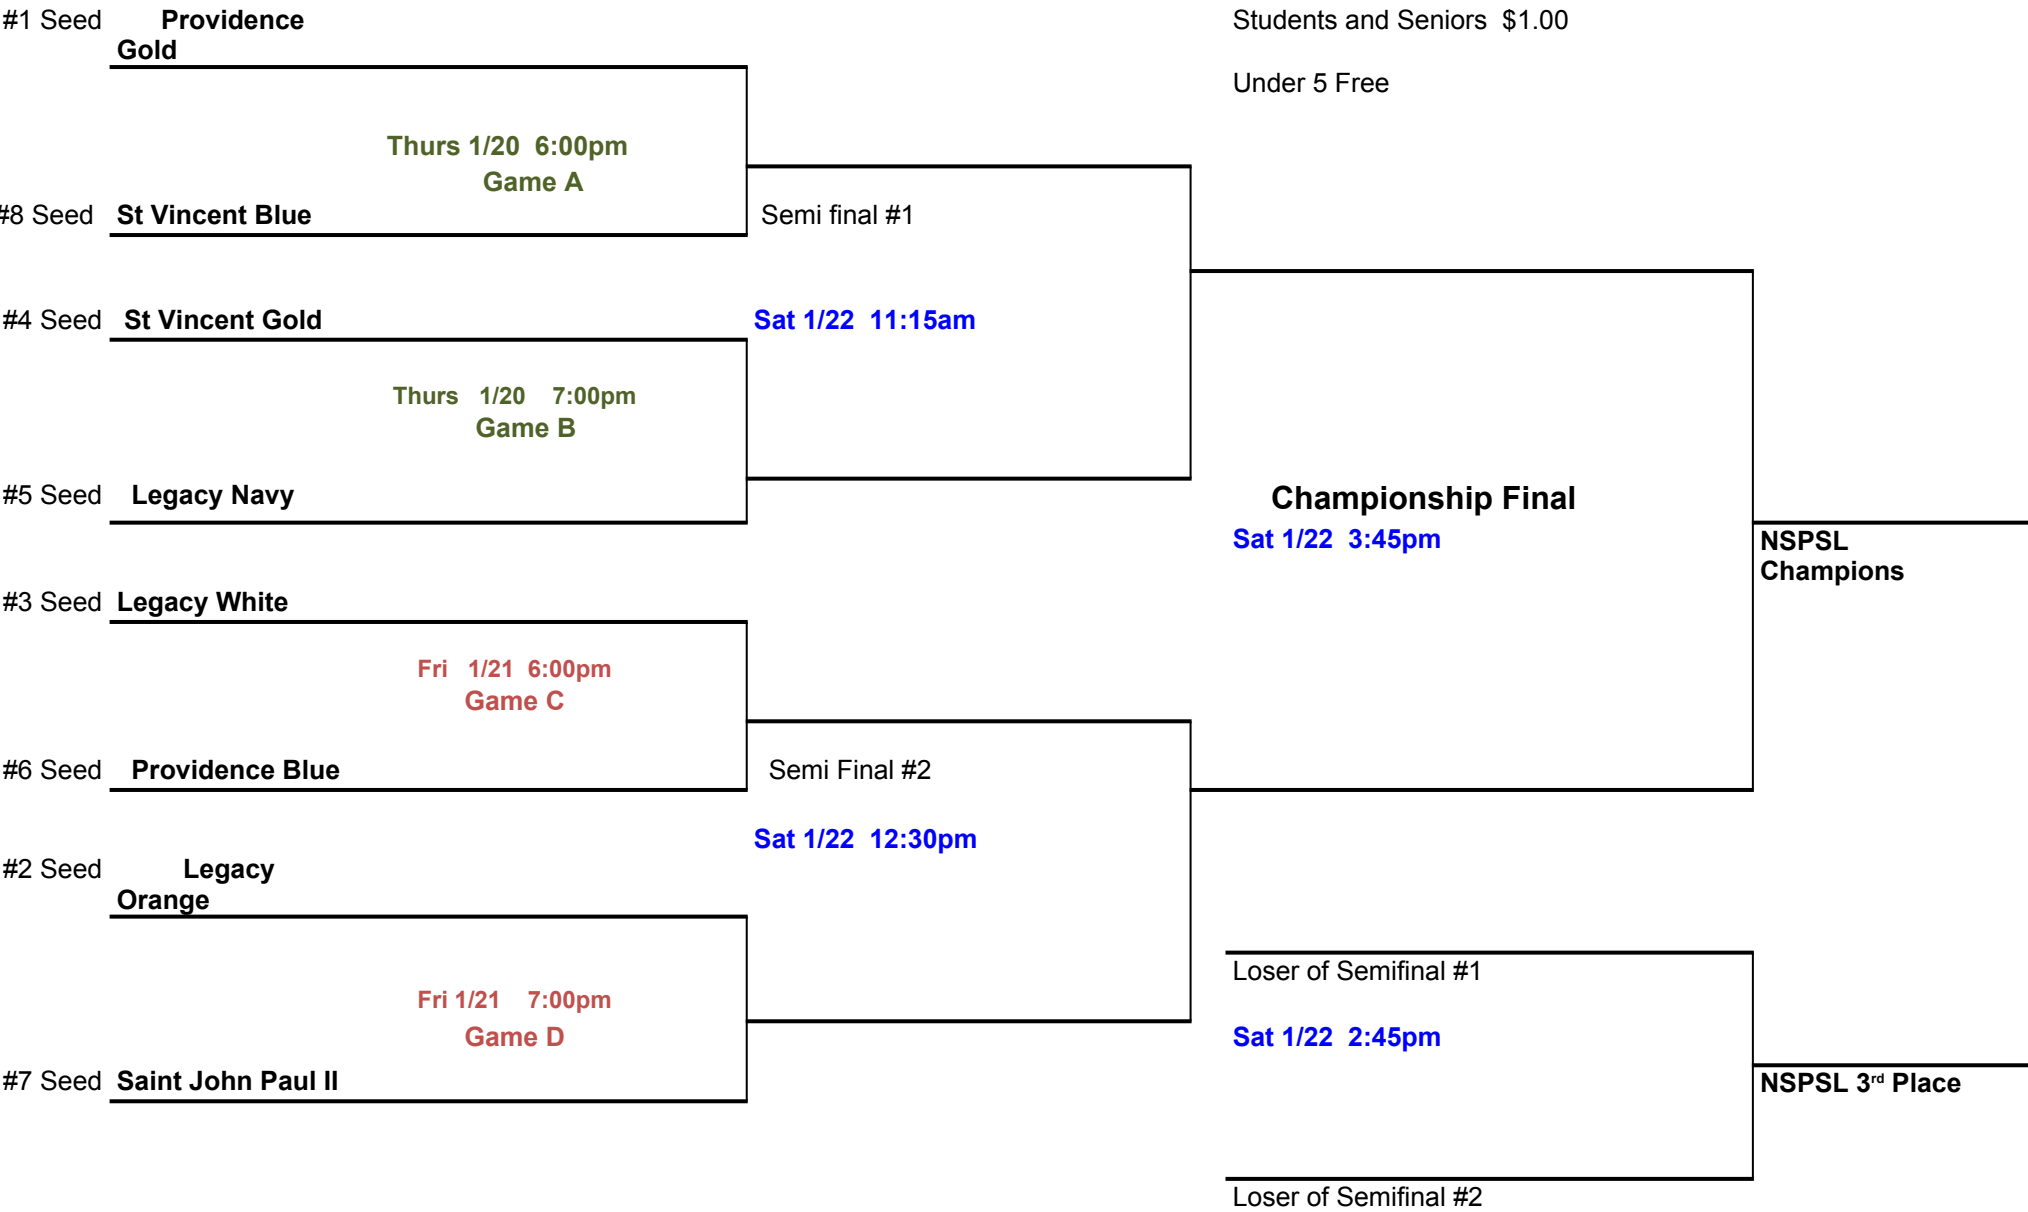 #1 Seed Providence
Gold
Students and Seniors $1.00
Under 5 Free
Thurs 1/20 6:00pm
Game A
#8 Seed St Vincent Blue
Semi final #1
#4 Seed St Vincent Gold
Sat 1/22 11:15am
Thurs 1/20 7:00pm
Game B
#5 Seed Legacy Navy
Championship Final
Sat 1/22 3:45pm
NSPSL
Champions
#3 Seed Legacy White
Fri 1/21 6:00pm
Game C
#6 Seed Providence Blue
Semi Final #2
Sat 1/22 12:30pm
#2 Seed Legacy
Orange
Loser of Semifinal #1
Fri 1/21 7:00pm
Game D
Sat 1/22 2:45pm
#7 Seed Saint John Paul II
NSPSL 3rd Place
Loser of Semifinal #2